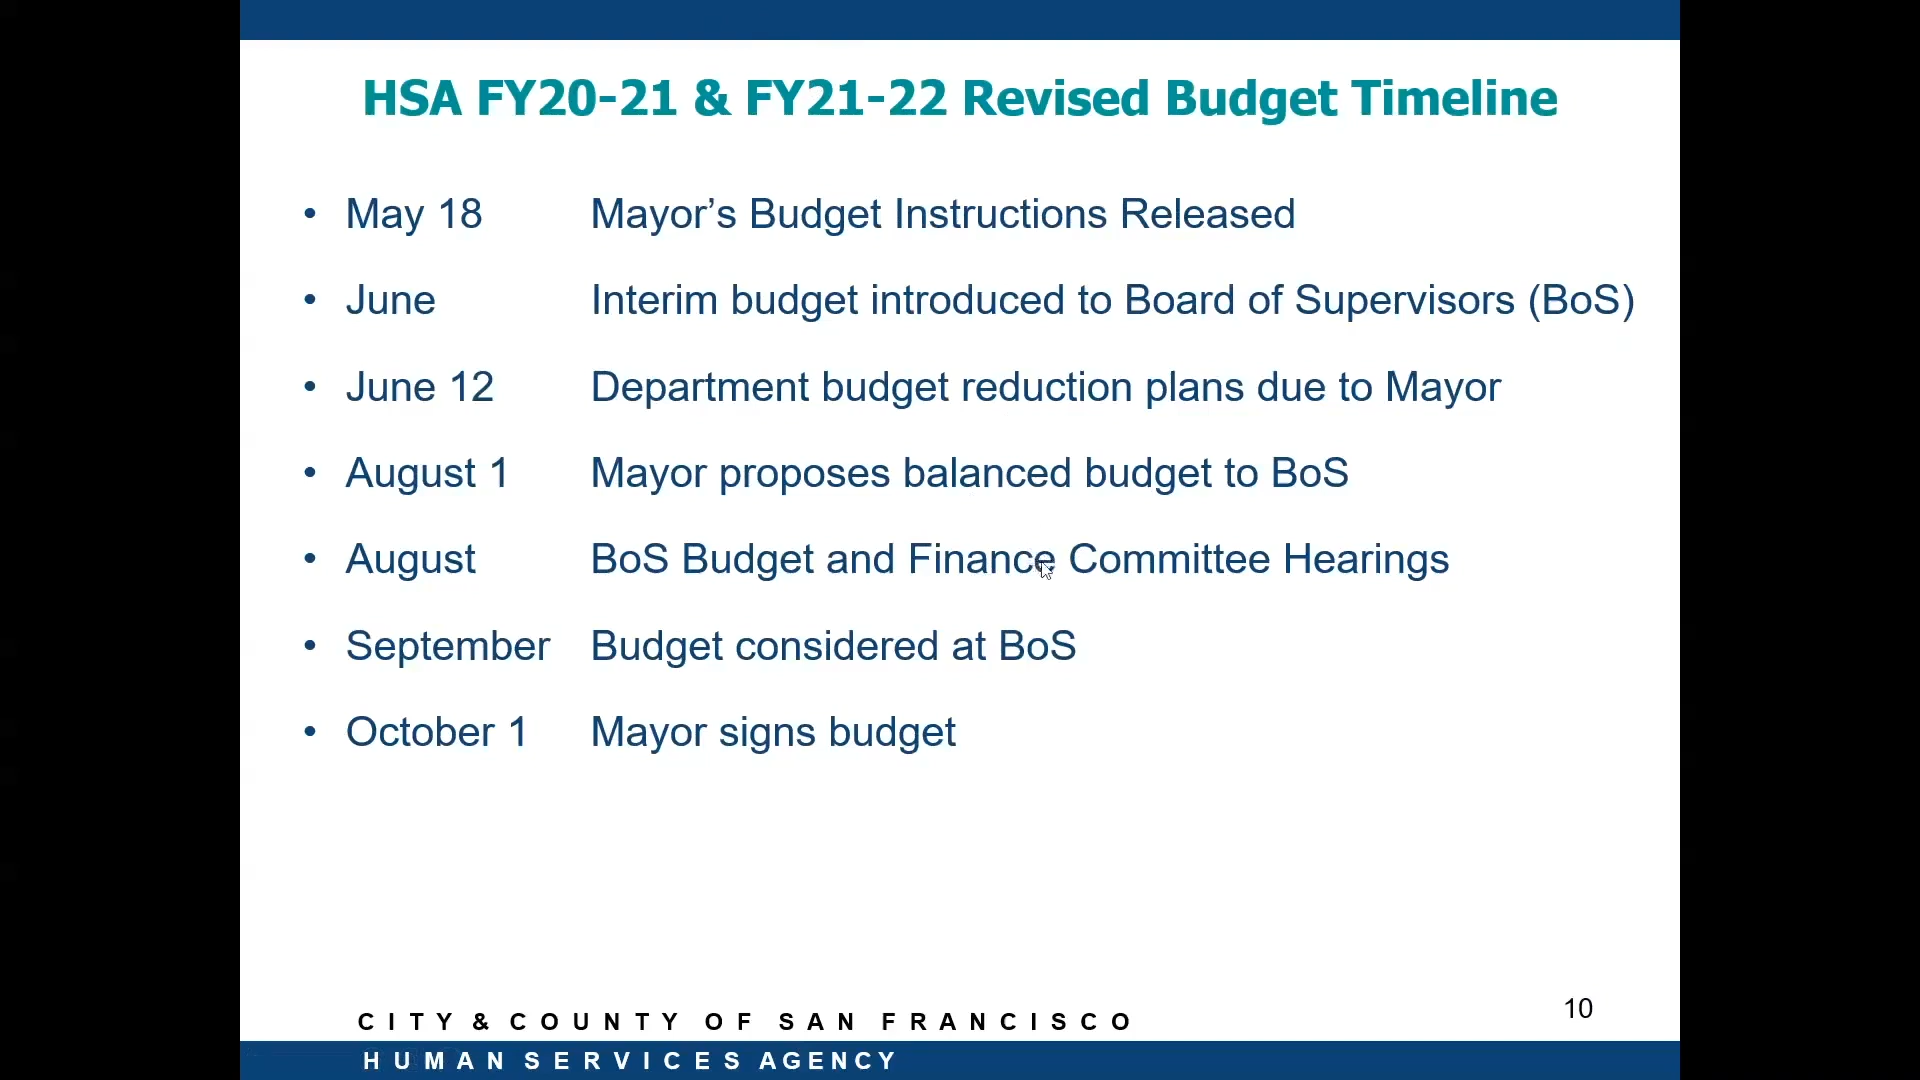 HSA FY20-21 & FY21-22 Revised Budget Timeline
• May 18 Mayor’s Budget Instructions Released
• June Interim budget introduced to Board of Supervisors (BoS)
• June 12 Department budget reduction plans due to Mayor
• August 1 Mayor proposes balanced budget to BoS
• August BoS Budget and Finance Committee Hearings
• September Budget considered at BoS
• October 1 Mayor signs budget
10
CITY & COUNTY OF SAN FRANCISCO
HUMAN SERVICES AGENCY